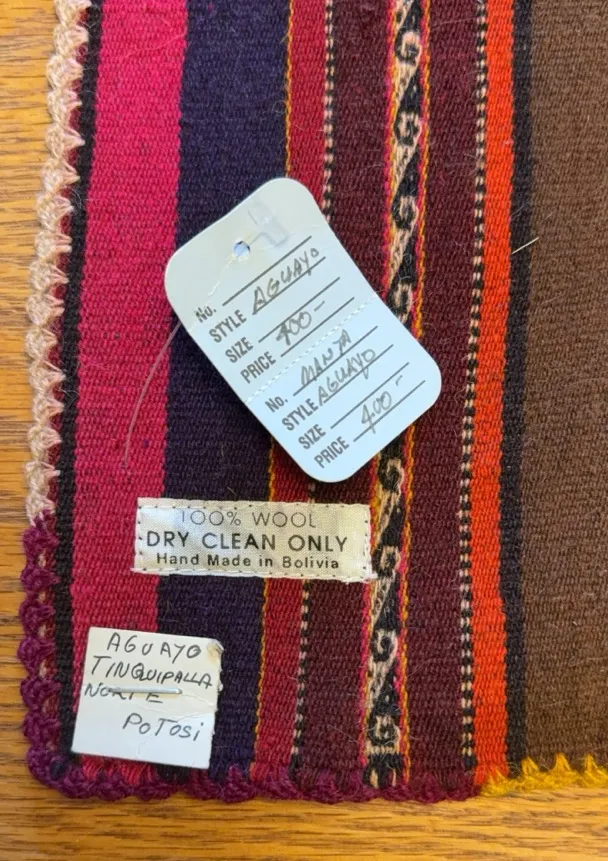 No.
STYLE AGUAYO
SIZE
PRICE 400-
No. MANTA
STYLE AGUAYO
SIZE
PRICE 400-
100% WOOL
DRY CLEAN ONLY
Hand Made in Bolivia
AGUAYO
TINQUIPALLA
NORTE
POTOSI